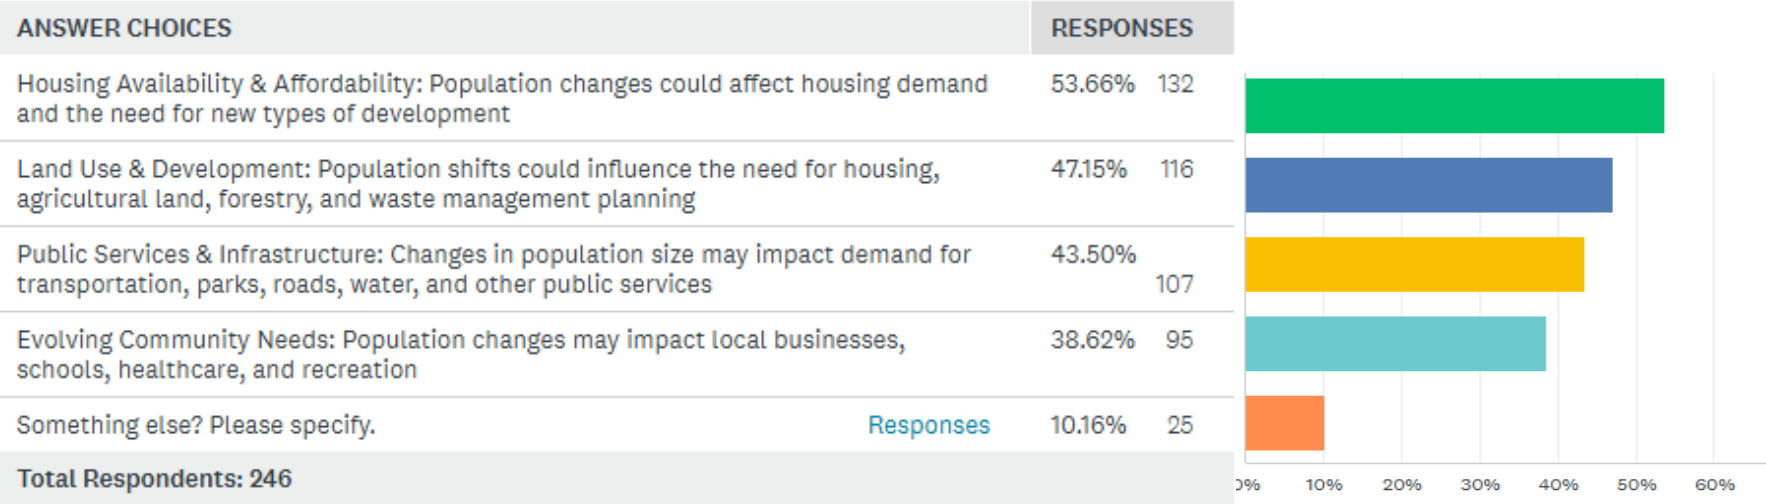 ANSWER CHOICES RESPONSES
Housing Availability & Affordability: Population changes could affect housing demand 53.66% 132
and the need for new types of development
Land Use & Development: Population shifts could influence the need for housing, 47.15% 116
agricultural land, forestry, and waste management planning
Public Services & Infrastructure: Changes in population size may impact demand for 43.50%
transportation, parks, roads, water, and other public services 107
Evolving Community Needs: Population changes may impact local businesses, 38.62% 95
schools, healthcare, and recreation
Something else? Please specify. Responses 10.16% 25
Total Respondents: 246
0% 10% 20% 30% 40% 50% 60%